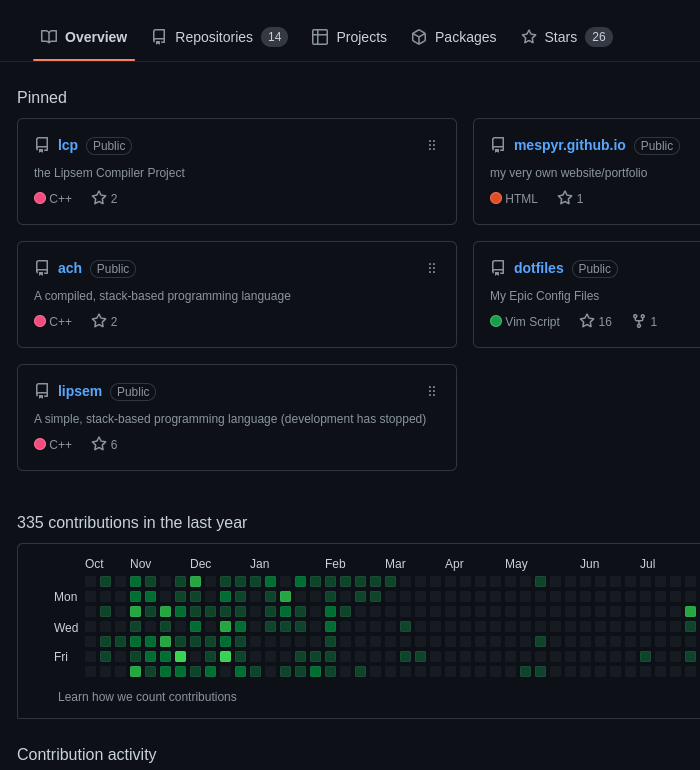 Overview Repositories 14 Projects Packages Stars 26
Pinned
lcp Public
the Lipsem Compiler Project
C++ 2
mespyr.github.io Public
my very own website/portfolio
HTML 1
ach Public
A compiled, stack-based programming language
C++ 2
dotfiles Public
My Epic Config Files
Vim Script 16 1
lipsem Public
A simple, stack-based programming language (development has stopped)
C++ 6
335 contributions in the last year
Oct Nov Dec Jan Feb Mar Apr May Jun Jul
Mon
Wed
Fri
Learn how we count contributions
Contribution activity